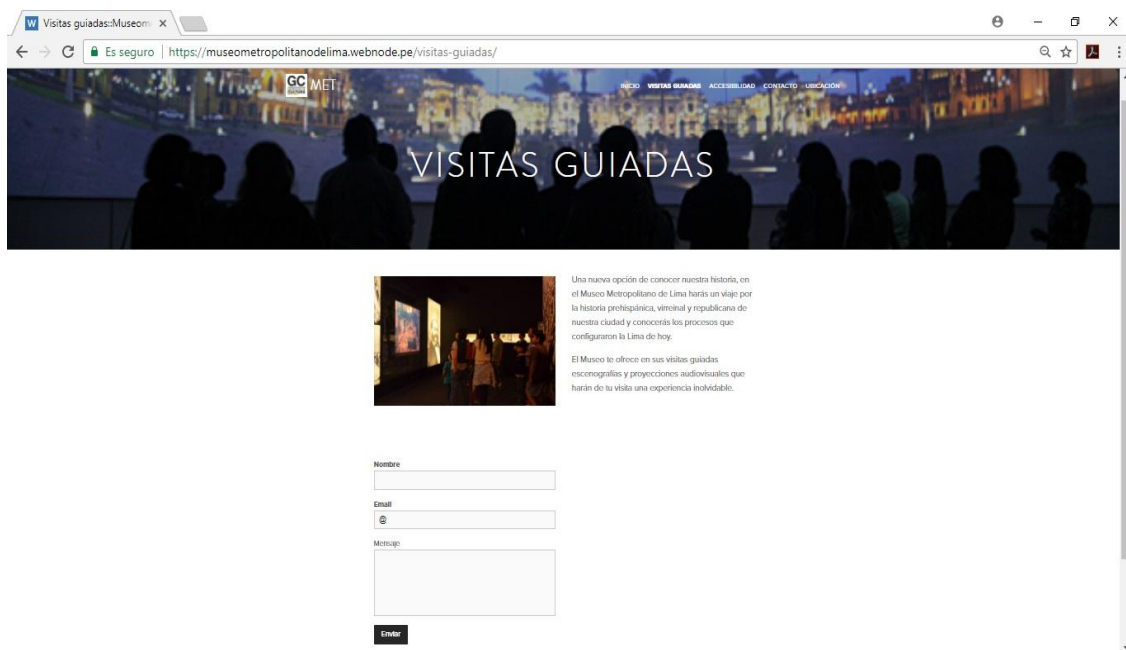 Visitas guiadas::Museom
Es seguro | https://museometropolitanodelima.webnode.pe/visitas-guiadas/
GC MET
INICIO VISITAS GUIADAS ACCESIBILIDAD CONTACTO UBICACIÓN
VISITAS GUIADAS
Una nueva opción de conocer nuestra historia, en
el Museo Metropolitano de Lima harás un viaje por
la historia prehispánica, virreinal y republicana de
nuestra ciudad y conocerás los procesos que
configuraron la Lima de hoy.
El Museo te ofrece en sus visitas guiadas
escenografías y proyecciones audiovisuales que
harán de tu visita una experiencia inolvidable.
Nombre
Email
@
Mensaje
Enviar